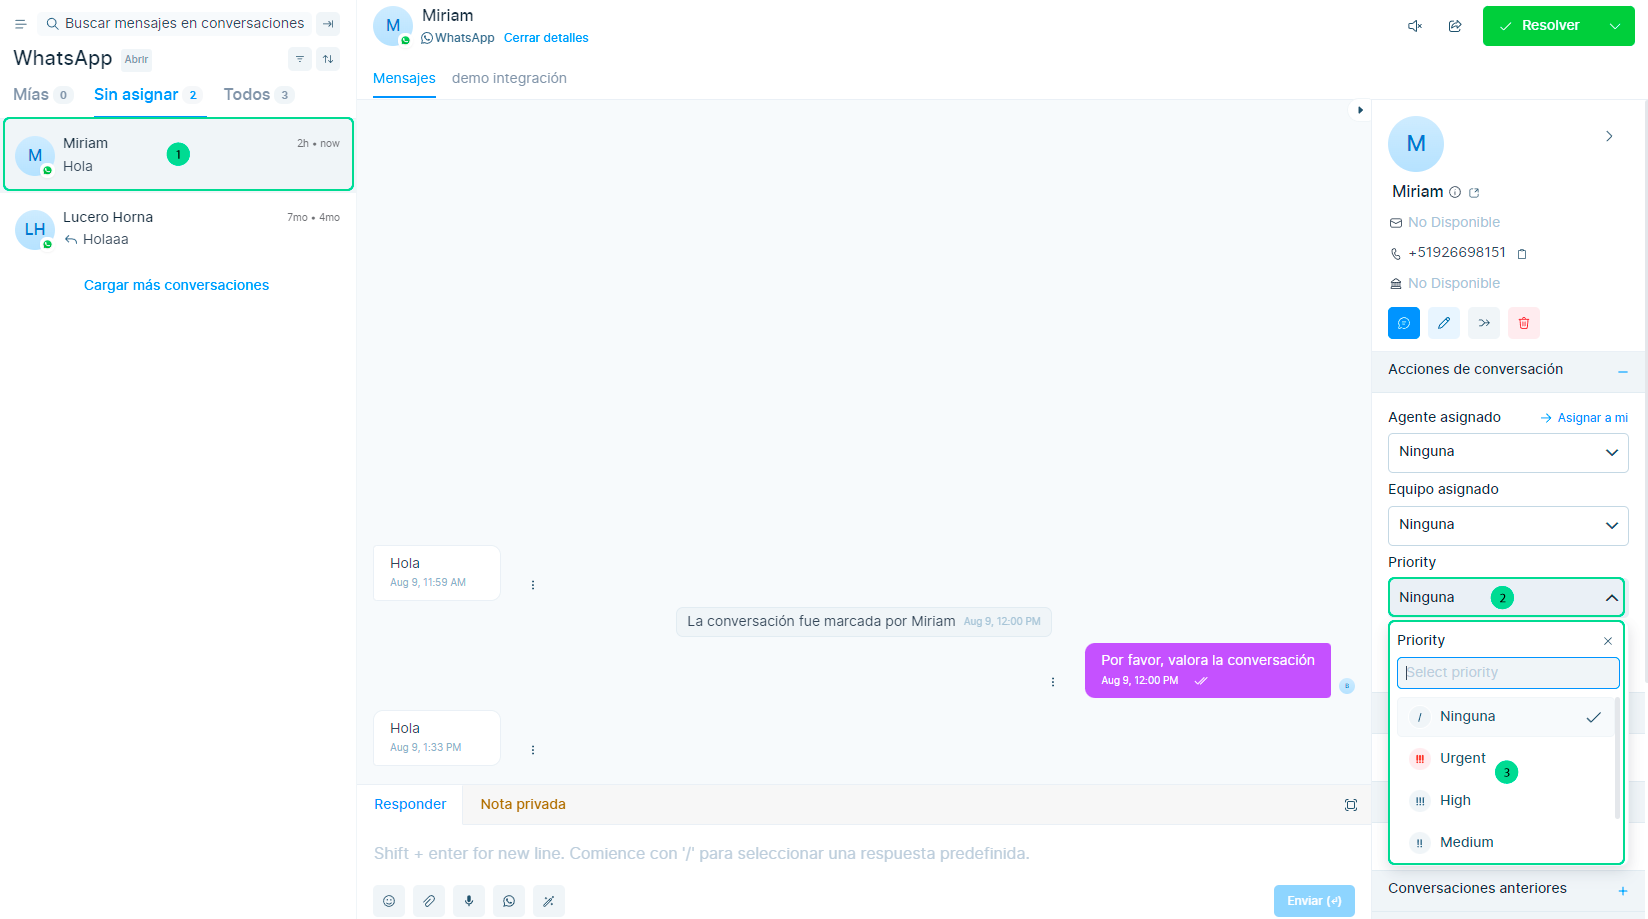 Buscar mensajes en conversaciones
WhatsApp Abrir
Mías 0 Sin asignar 2 Todos 3
M
Miriam
2h • now
Hola
1
LH
Lucero Horna
7mo • 4mo
Holaaa
Cargar más conversaciones
M
Miriam
WhatsApp Cerrar detalles
Resolver
Mensajes demo integración
Hola
Aug 9, 11:59 AM
La conversación fue marcada por Miriam Aug 9, 12:00 PM
Por favor, valora la conversación
Aug 9, 12:00 PM
B
Hola
Aug 9, 1:33 PM
Responder Nota privada
Shift + enter for new line. Comience con '/' para seleccionar una respuesta predefinida.
Enviar (↵)
M
Miriam
No Disponible
+51926698151
No Disponible
Acciones de conversación
Agente asignado → Asignar a mi
Ninguna
Equipo asignado
Ninguna
Priority
Ninguna 2
Priority
Select priority
/ Ninguna
!!! Urgent
3
!!! High
!! Medium
Conversaciones anteriores